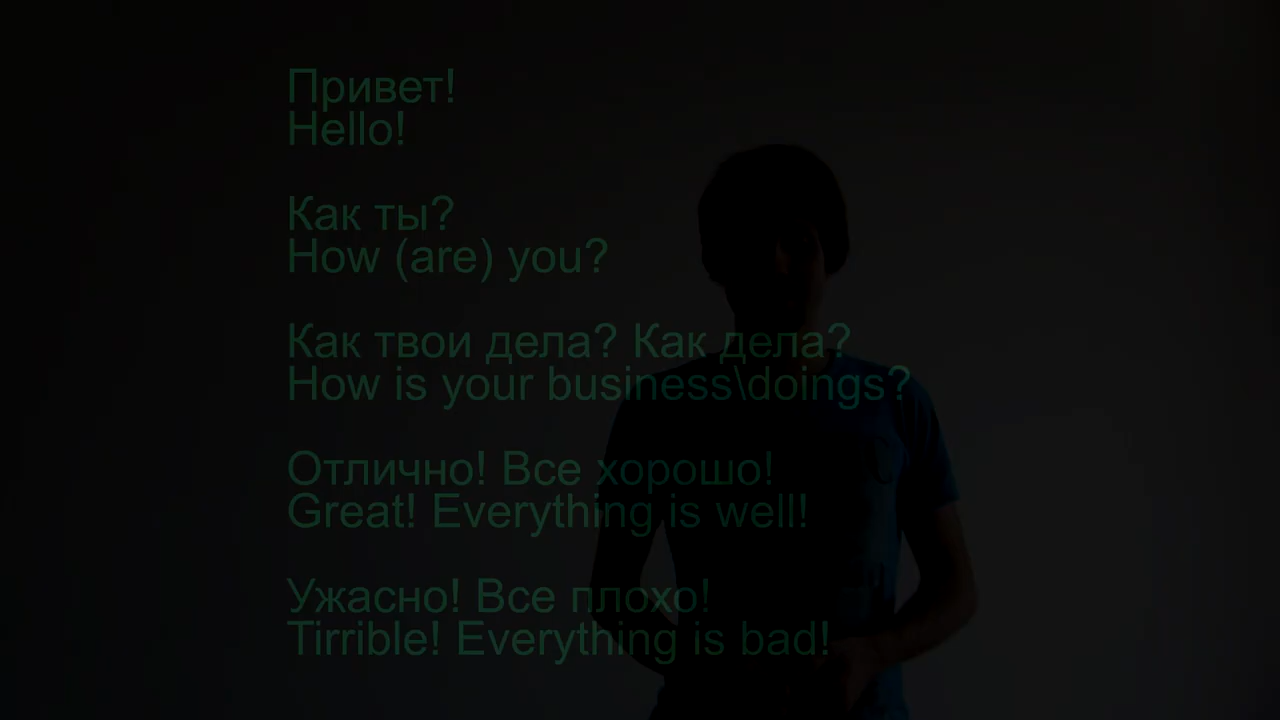 Привет!
Hello!
Как ты?
How (are) you?
Как твои дела? Как дела?
How is your business\doings?
Отлично! Все хорошо!
Great! Everything is well!
Ужасно! Все плохо!
Tirrible! Everything is bad!